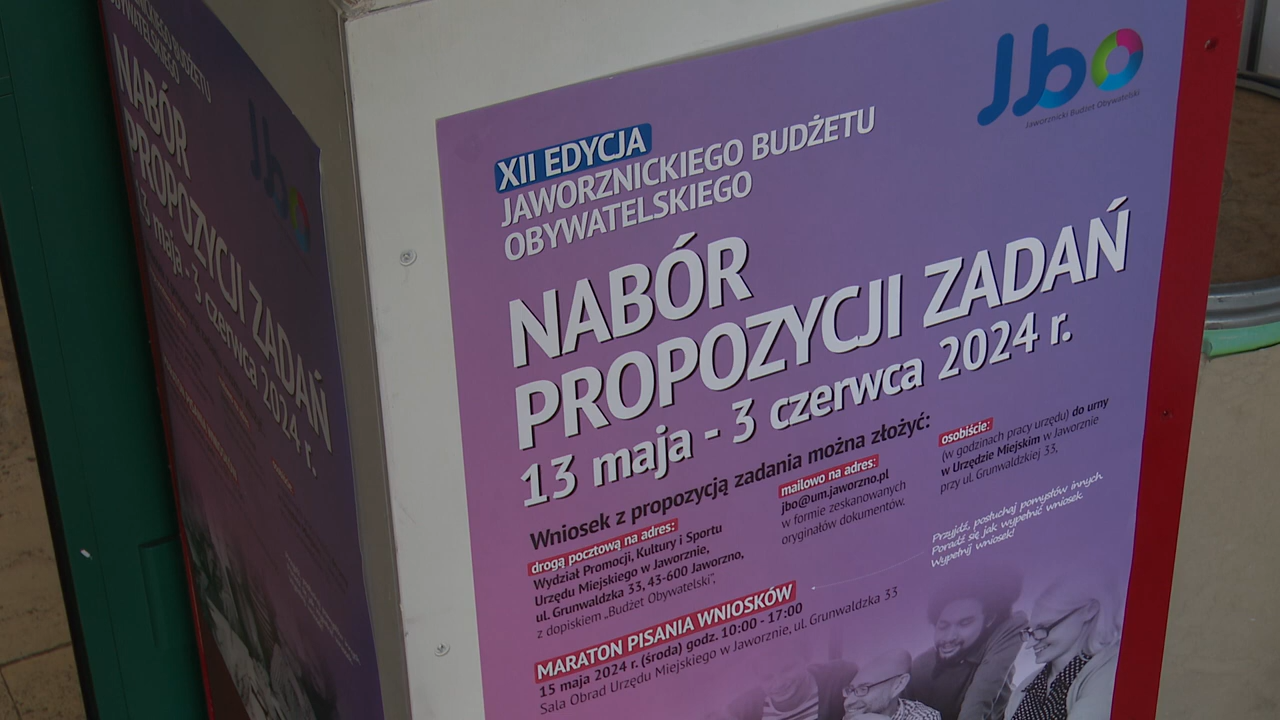 NABÓR
PROPOZYCJI ZADAŃ
13 maja - 3 czerwca 2024 r.
Jbo
Jaworznicki Budżet Obywatelski
XII EDYCJA
JAWORZNICKIEGO BUDŻETU
OBYWATELSKIEGO
NABÓR
PROPOZYCJI ZADAŃ
13 maja - 3 czerwca 2024 r.
Wniosek z propozycją zadania można złożyć:
drogą pocztową na adres:
Wydział Promocji, Kultury i Sportu
Urzędu Miejskiego w Jaworznie,
ul. Grunwaldzka 33, 43-600 Jaworzno,
z dopiskiem „Budżet Obywatelski”,
mailowo na adres:
jbo@um.jaworzno.pl
w formie zeskanowanych
oryginałów dokumentów.
osobiście:
(w godzinach pracy urzędu) do urny
w Urzędzie Miejskim w Jaworznie
przy ul. Grunwaldzkiej 33,
Przyjdź, posłuchaj pomysłów innych.
Poradź się jak wypełnić wniosek.
Wypełnij wniosek!
MARATON PISANIA WNIOSKÓW
15 maja 2024 r. (środa) godz. 10:00 - 17:00
Sala Obrad Urzędu Miejskiego w Jaworznie, ul. Grunwaldzka 33